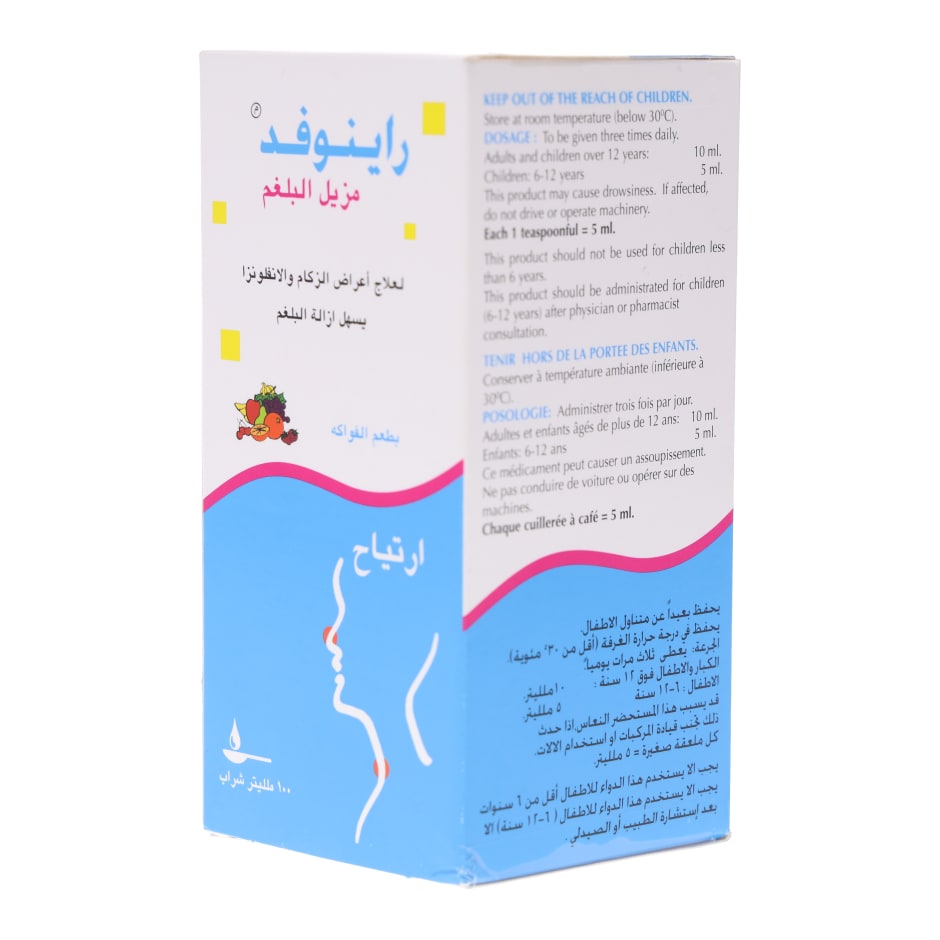 راينوفد
م
مزيل البلغم
لعلاج أعراض الزكام والانفلونزا
يسهل ازالة البلغم
بطعم الفواكه
ارتياح
١٠٠ ملليتر شراب
KEEP OUT OF THE REACH OF CHILDREN.
Store at room temperature (below 30⁰C).
DOSAGE : To be given three times daily.
Adults and children over 12 years: 10 ml.
Children: 6-12 years 5 ml.
This product may cause drowsiness. If affected,
do not drive or operate machinery.
Each 1 teaspoonful = 5 ml.
This product should not be used for children less
than 6 years.
This product should be administrated for children
(6-12 years) after physician or pharmacist
consultation.
TENIR HORS DE LA PORTEE DES ENFANTS.
Conserver à température ambiante (inférieure à
30⁰C).
POSOLOGIE: Administrer trois fois par jour.
Adultes et enfants âgés de plus de 12 ans: 10 ml.
Enfants: 6-12 ans 5 ml.
Ce médicament peut causer un assoupissement.
Ne pas conduire de voiture ou opérer sur des
machines.
Chaque cuillerée à café = 5 ml.
يحفظ بعيداً عن متناول الاطفال.
يحفظ في درجة حرارة الغرفة (أقل من ٣٠° مئوية).
الجرعة: يعطى ثلاث مرات يومياً
الكبار والاطفال فوق ١٢ سنة : ١٠ ملليتر.
الاطفال : ٦-١٢ سنة ٥ ملليتر.
قد يسبب هذا المستحضر النعاس، اذا حدث
ذلك تجنب قيادة المركبات او استخدام الالات.
كل ملعقة صغيرة = ٥ ملليتر.
يجب الا يستخدم هذا الدواء للاطفال أقل من ٦ سنوات
يجب الا يستخدم هذا الدواء للاطفال (٦-١٢ سنة) الا
بعد إستشارة الطبيب أو الصيدلي .